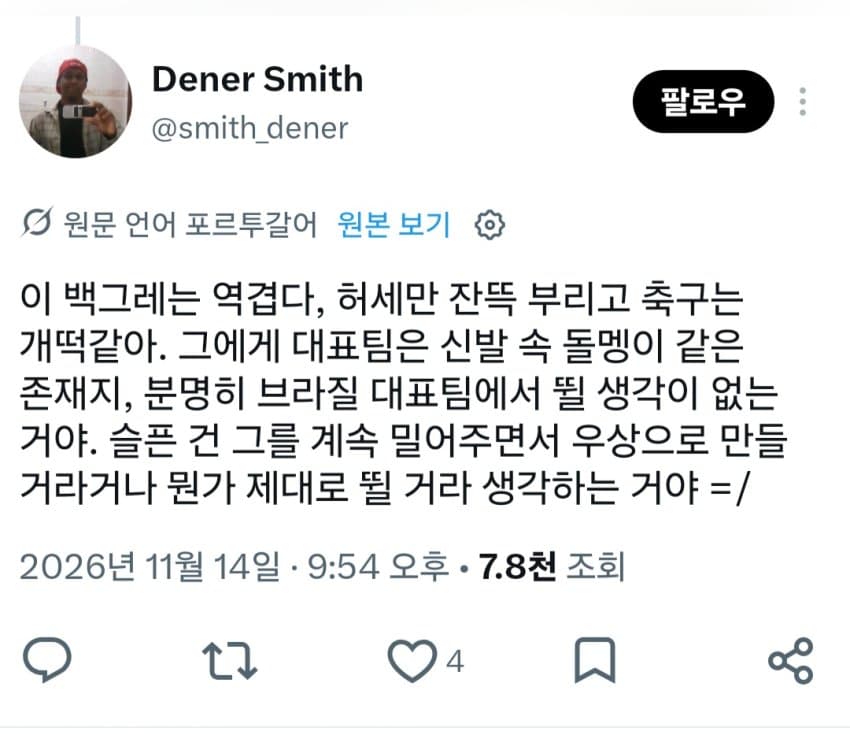 Dener Smith
@smith_dener
팔로우
원문 언어 포르투갈어 원본 보기
이 백그레는 역겹다, 허세만 잔뜩 부리고 축구는
개떡같아. 그에게 대표팀은 신발 속 돌멩이 같은
존재지, 분명히 브라질 대표팀에서 뛸 생각이 없는
거야. 슬픈 건 그를 계속 밀어주면서 우상으로 만들
거라거나 뭔가 제대로 뛸 거라 생각하는 거야 =/
2026년 11월 14일 · 9:54 오후 • 7.8천 조회
4